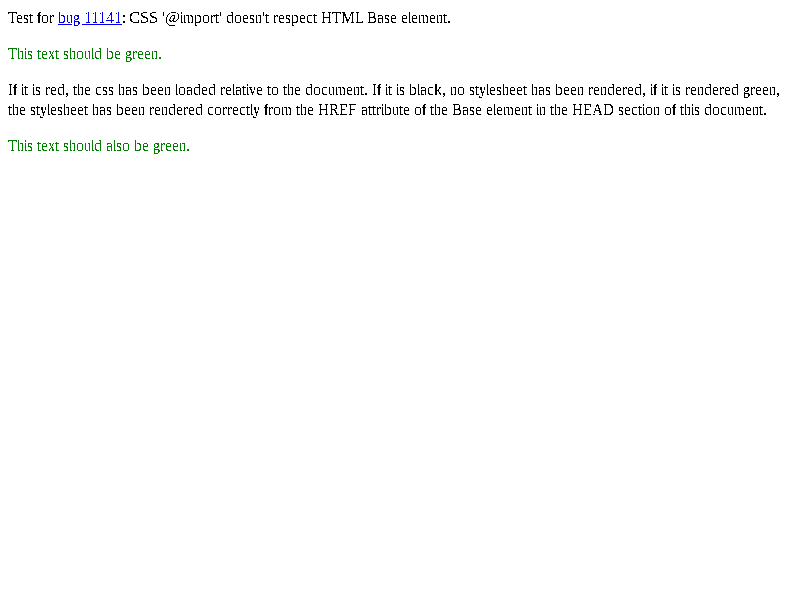 Test for bug 11141: CSS '@import' doesn't respect HTML Base element.
This text should be green.
If it is red, the css has been loaded relative to the document. If it is black, no stylesheet has been rendered, if it is rendered green,
the stylesheet has been rendered correctly from the HREF attribute of the Base element in the HEAD section of this document.
This text should also be green.